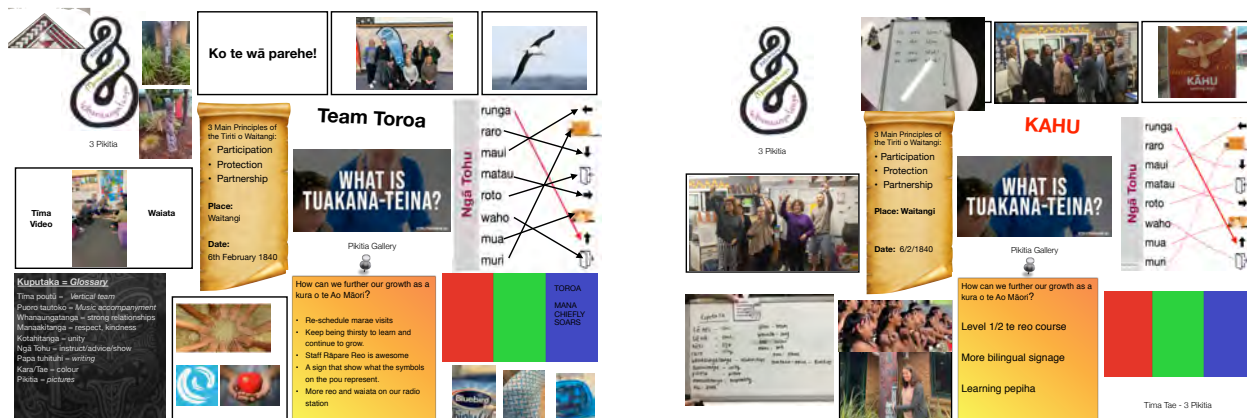 Ko te wā parehe!
3 Pikitia
Team Toroa
3 Main Principles of
the Tiriti o Waitangi:
• Participation
• Protection
• Partnership
Place:
Waitangi
Date:
6th February 1840
WHAT IS
TUAKANA-TEINA?
Pikitia Gallery
Ngā Tohu
runga
raro
maui
matau
roto
waho
mua
muri
Tīma
Video
Waiata
Kuputaka = Glossary
Tīma poutū = Vertical team
Puoro tautoko = Music accompanyment
Whanaungatanga = strong relationships
Manaakitanga = respect, kindness
Kotahitanga = unity
Ngā Tohu = instruct/advice/show
Papa tuhituhi = writing
Kara/Tae = colour
Pikitia = pictures
How can we further our growth as a
kura o te Ao Māori?
• Re-schedule marae visits
• Keep being thirsty to learn and
continue to grow.
• Staff Rāpare Reo is awesome
• A sign that show what the symbols
on the pou represent.
• More reo and waiata on our radio
station
TOROA
MANA
CHIEFLY
SOARS
Bluebird
3 Pikitia
KĀHU
KAHU
3 Main Principles of
the Tiriti o Waitangi:
• Participation
• Protection
• Partnership
Place: Waitangi
Date: 6/2/1840
WHAT IS
TUAKANA-TEINA?
Pikitia Gallery
Ngā Tohu
runga
raro
maui
matau
roto
waho
mua
muri
How can we further our growth as a
kura o te Ao Māori?
Level 1/2 te reo course
More bilingual signage
Learning pepiha
Tima Tae - 3 Pikitia